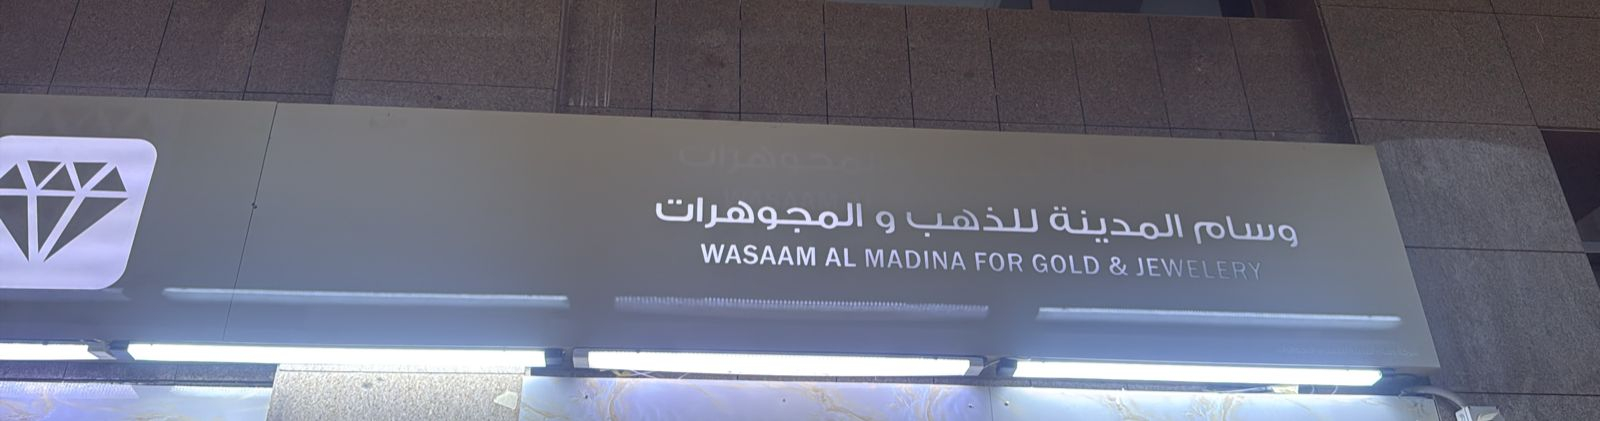 وسام المدينة للذهب و المجوهرات
WASAAM AL MADINA FOR GOLD & JEWELERY